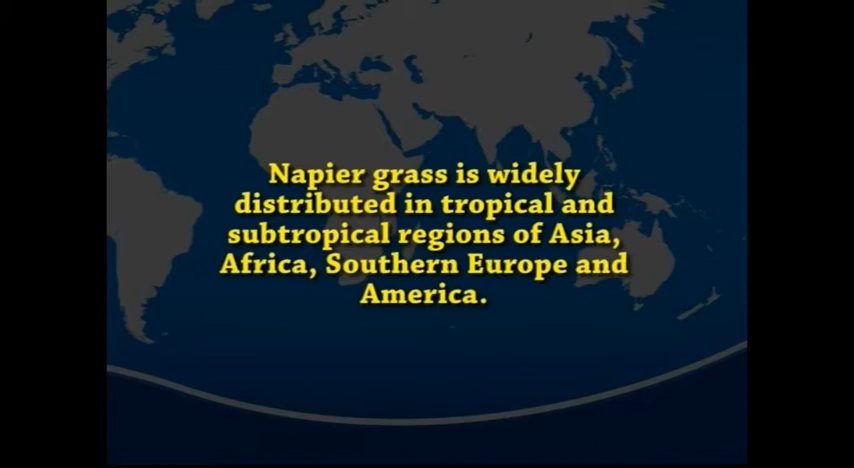 Napier grass is widely
distributed in tropical and
subtropical regions of Asia,
Africa, Southern Europe and
America.